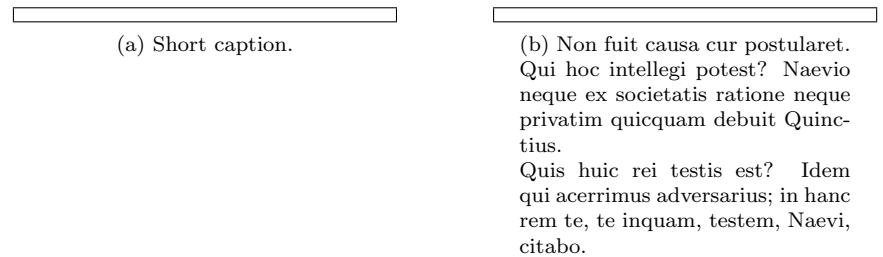 (a) Short caption.
(b) Non fuit causa cur postularet.
Qui hoc intellegi potest? Naevio
neque ex societatis ratione neque
privatim quicquam debuit Quinc-
tius.
Quis huic rei testis est? Idem
qui acerrimus adversarius; in hanc
rem te, te inquam, testem, Naevi,
citabo.